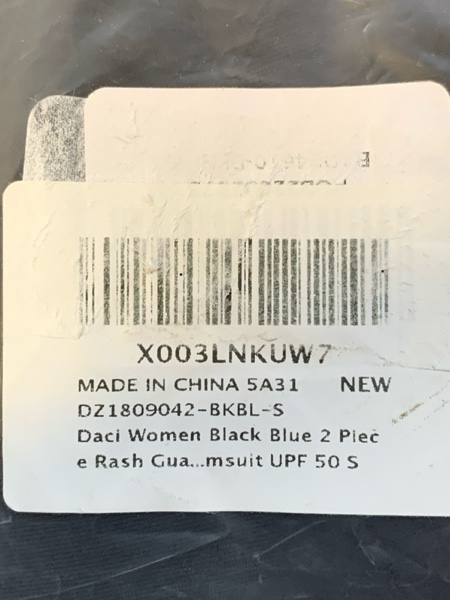 X003LNKUW7
MADE IN CHINA 5A31 NEW
DZ1809042-BKBL-S
Daci Women Black Blue 2 Piec
e Rash Gua...msuit UPF 50 S